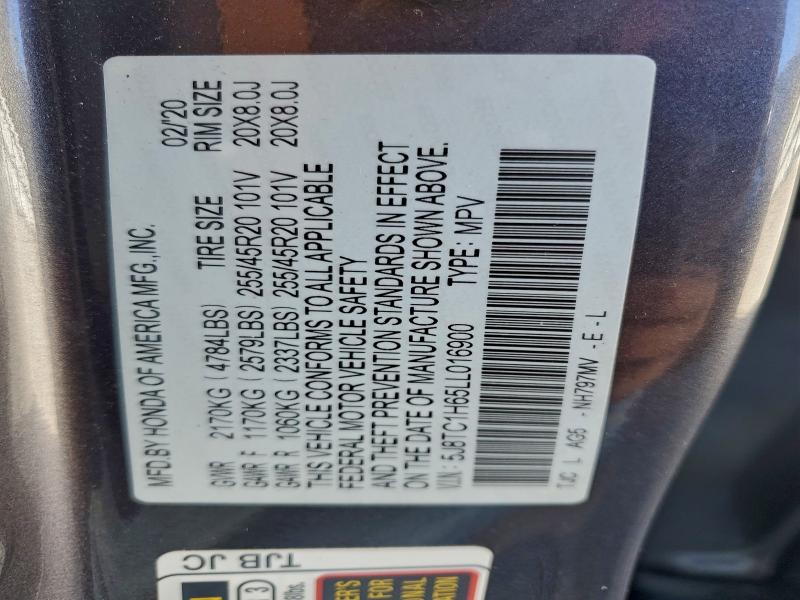 MFD.BY HONDA OF AMERICA MFG.,INC. 02/'20
GVWR 2170KG (4784LBS) TIRE SIZE RIM SIZE
GAWR F 1170KG (2579LBS) 255/45R20 101V 20X8.0J
GAWR R 1060KG (2337LBS) 255/45R20 101V 20X8.0J
THIS VEHICLE CONFORMS TO ALL APPLICABLE
FEDERAL MOTOR VEHICLE SAFETY
AND THEFT PREVENTION STANDARDS IN EFFECT
ON THE DATE OF MANUFACTURE SHOWN ABOVE.
V.I.N. : 5J8TC1H65LL016900 TYPE : MPV
TJC L AG5 - NH797MV - E - L
TJB JC
3
FOR